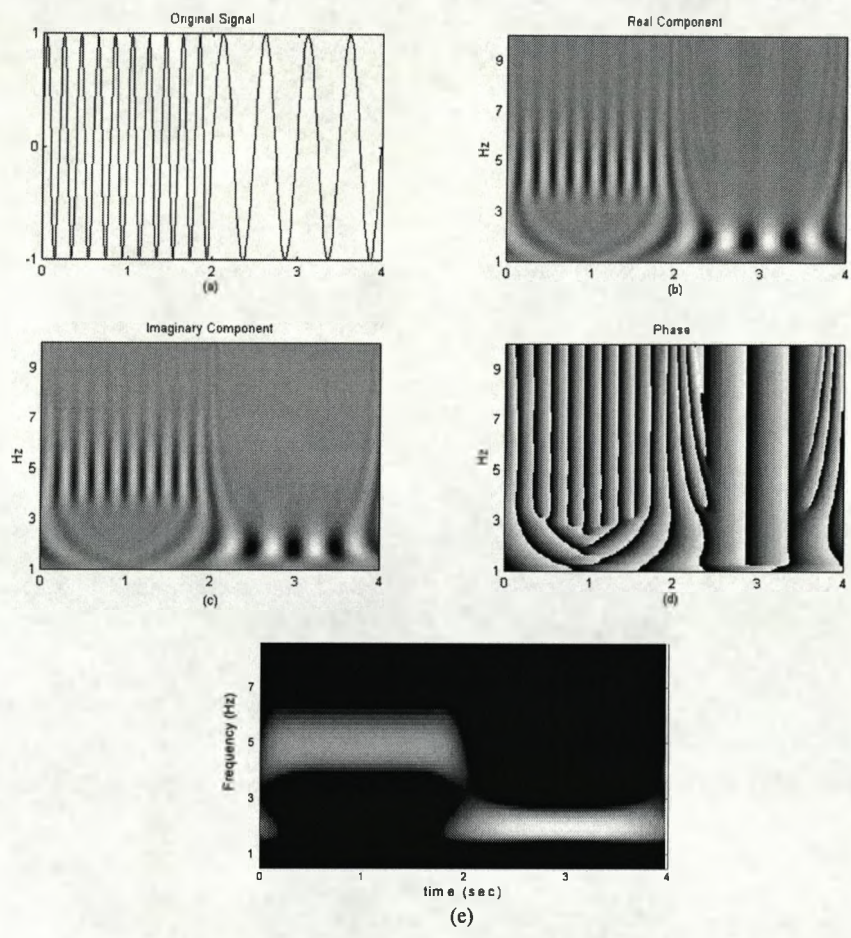 Original Signal
1
0
-1
0 1 2 3 4
(a)
Real Component
Hz
9
7
5
3
1
0 1 2 3 4
(b)
Imaginary Component
Hz
9
7
5
3
1
0 1 2 3 4
(c)
Phase
Hz
9
7
5
3
1
0 1 2 3 4
(d)
Frequency (Hz)
7
5
3
1
0 1 2 3 4
time (sec)
(e)